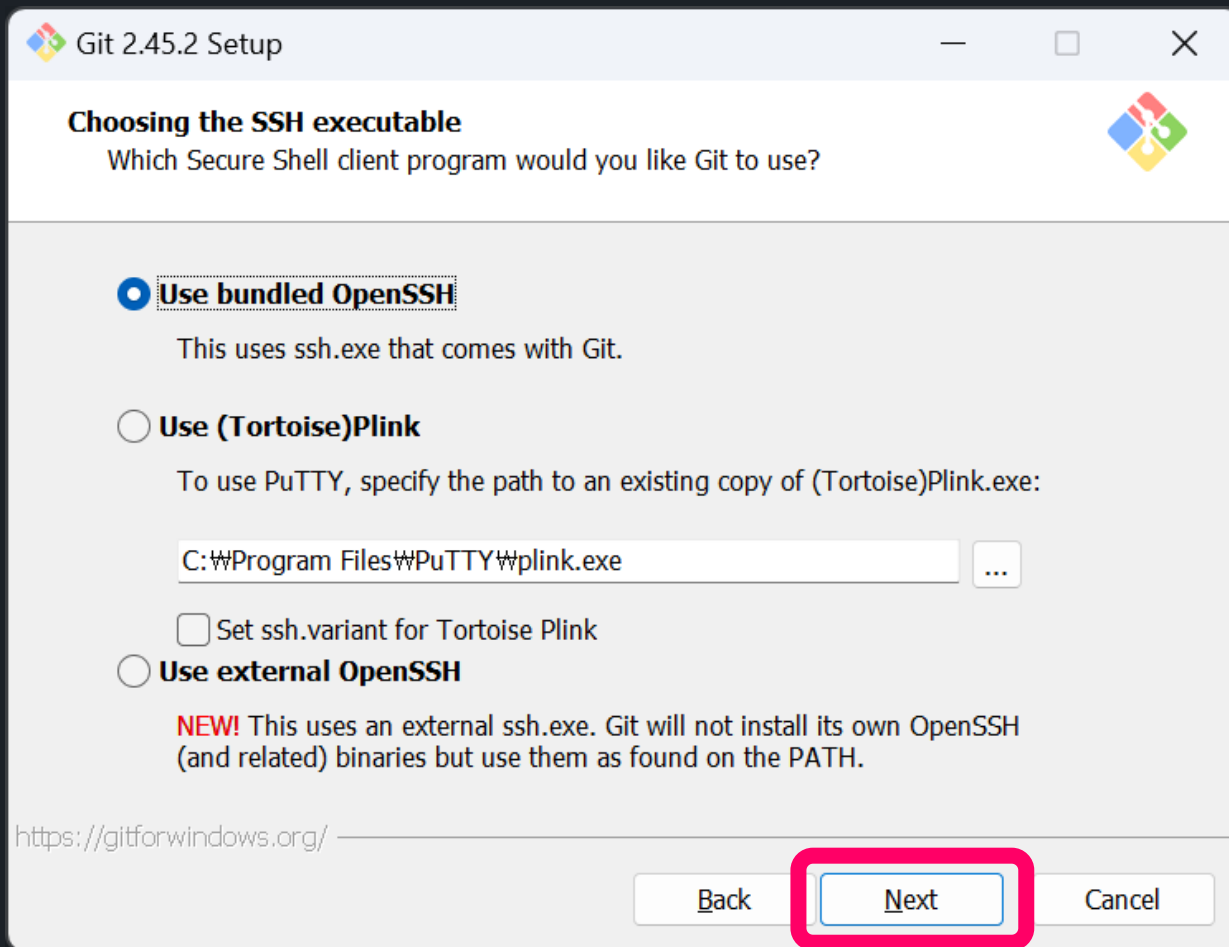 Git 2.45.2 Setup
Choosing the SSH executable
Which Secure Shell client program would you like Git to use?
Use bundled OpenSSH
This uses ssh.exe that comes with Git.
Use (Tortoise)Plink
To use PuTTY, specify the path to an existing copy of (Tortoise)Plink.exe:
C:₩Program Files₩PuTTY₩plink.exe
...
Set ssh.variant for Tortoise Plink
Use external OpenSSH
NEW! This uses an external ssh.exe. Git will not install its own OpenSSH
(and related) binaries but use them as found on the PATH.
https://gitforwindows.org/
Back Next Cancel